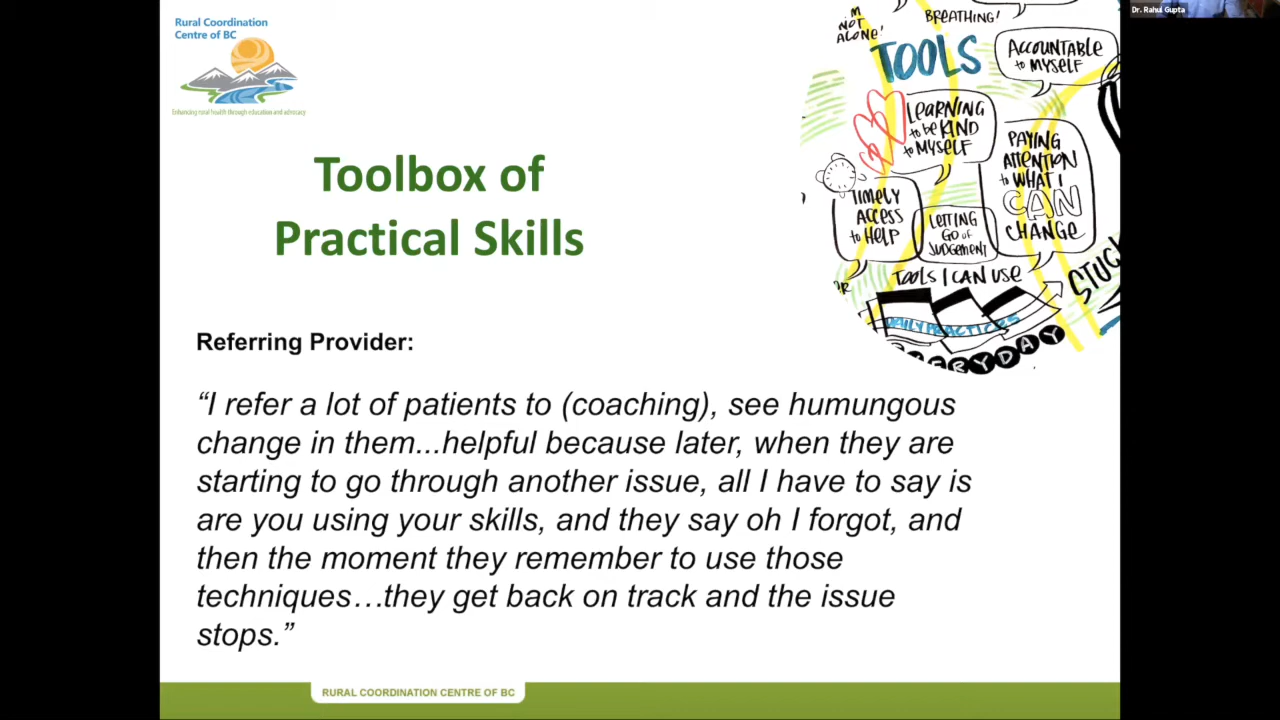 Dr. Rahul Gupta
Rural Coordination
Centre of BC
Enhancing rural health through education and advocacy
Toolbox of
Practical Skills
I'M
NOT
ALONE!
BREATHING!
TOOLS
ACCOUNTABLE
to MYSELF
LEARNING
to be KIND
to MYSELF
PAYING
ATTENTION
to WHAT I
CAN
CHANGE
TIMELY
ACCESS
to HELP
LETTING
GO of
JUDGEMENT
TOOLS I CAN USE
STUCK
DAILY PRACTICES
EVERYDAY
Referring Provider:
“I refer a lot of patients to (coaching), see humungous
change in them...helpful because later, when they are
starting to go through another issue, all I have to say is
are you using your skills, and they say oh I forgot, and
then the moment they remember to use those
techniques…they get back on track and the issue
stops.”
RURAL COORDINATION CENTRE OF BC